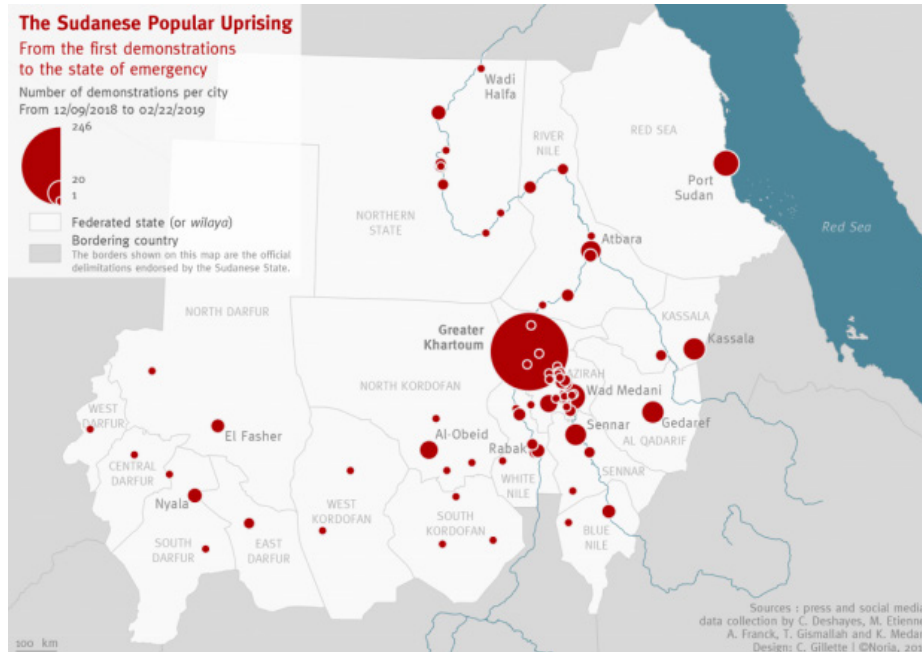 The Sudanese Popular Uprising
From the first demonstrations
to the state of emergency
Number of demonstrations per city
From 12/09/2018 to 02/22/2019
246
20
1
Federated state (or wilaya)
Bordering country
The borders shown on this map are the official
delimitations endorsed by the Sudanese State.
Wadi
Halfa
RIVER
NILE
RED SEA
Port
Sudan
Red Sea
NORTHERN
STATE
Atbara
NORTH DARFUR
KASSALA
Greater
Khartoum
Kassala
AZIRAH
NORTH KORDOFAN
Wad Medani
WEST
DARFUR
El Fasher
Al-Obeid
Rabak
Sennar
Gedaref
AL QADARIF
CENTRAL
DARFUR
SENNAR
Nyala
WEST
KORDOFAN
WHITE
NILE
SOUTH
KORDOFAN
BLUE
NILE
SOUTH
DARFUR
EAST
DARFUR
100 km
Sources : press and social media
data collection by C. Deshayes, M. Etienne
A. Franck, T. Gismallah and K. Medan
Design: C. Gillette | ©Noria, 20